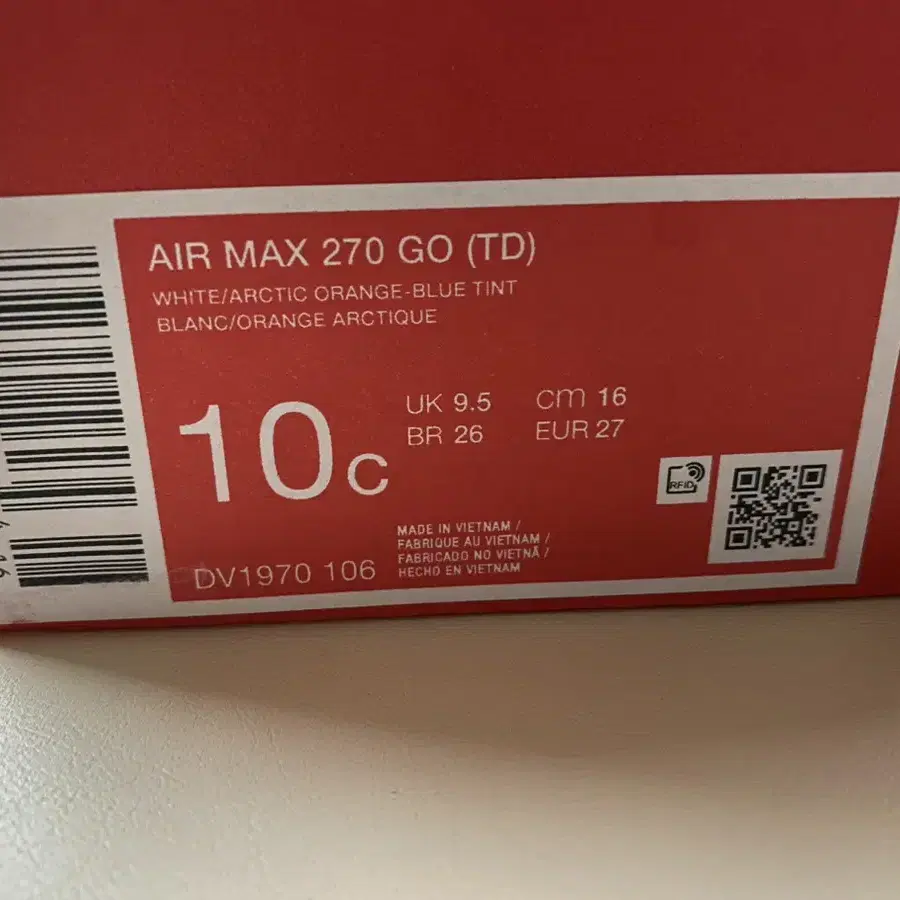 AIR MAX 270 GO (TD)
WHITE/ARCTIC ORANGE-BLUE TINT
BLANC/ORANGE ARCTIQUE
10C
UK 9.5 cm 16
BR 26 EUR 27
RFID
MADE IN VIETNAM /
FABRIQUE AU VIETNAM /
FABRICADO NO VIETNÃ /
HECHO EN VIETNAM
DV1970 106